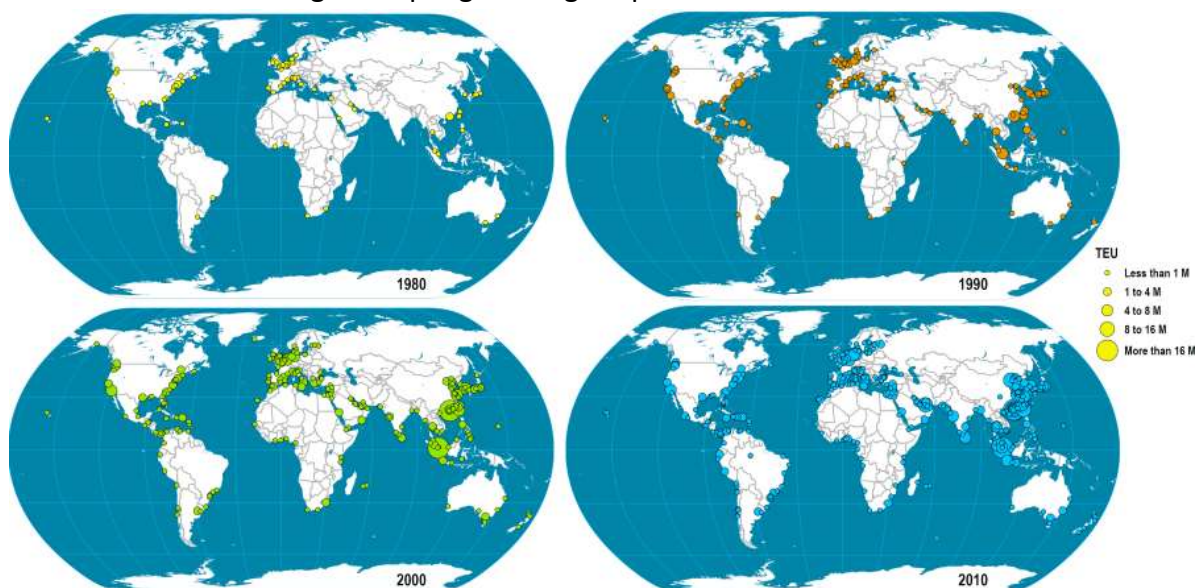 1980
1990
TEU
Less than 1 M
1 to 4 M
4 to 8 M
8 to 16 M
More than 16 M
2000
2010